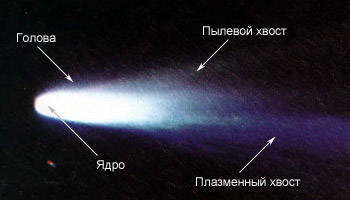 Пылевой хвост
Голова
Ядро
Плазменный хвост